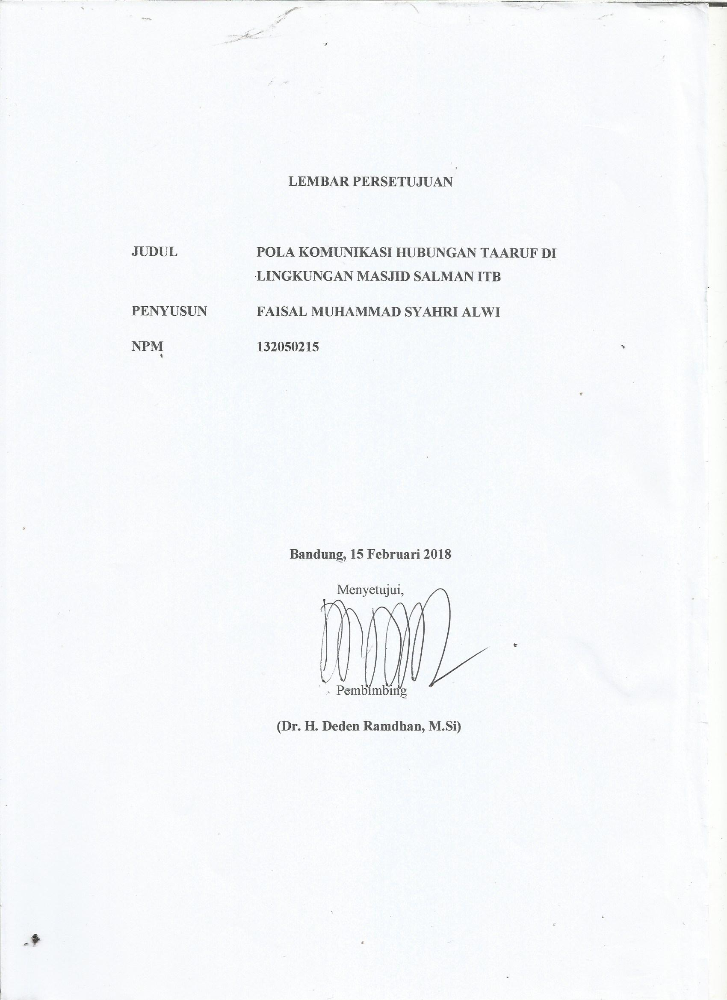 LEMBAR PERSETUJUAN
JUDUL POLA KOMUNIKASI HUBUNGAN TAARUF DI
LINGKUNGAN MASJID SALMAN ITB
PENYUSUN FAISAL MUHAMMAD SYAHRI ALWI
NPM 132050215
Bandung, 15 Februari 2018
Menyetujui,
Pembimbing
(Dr. H. Deden Ramdhan, M.Si)